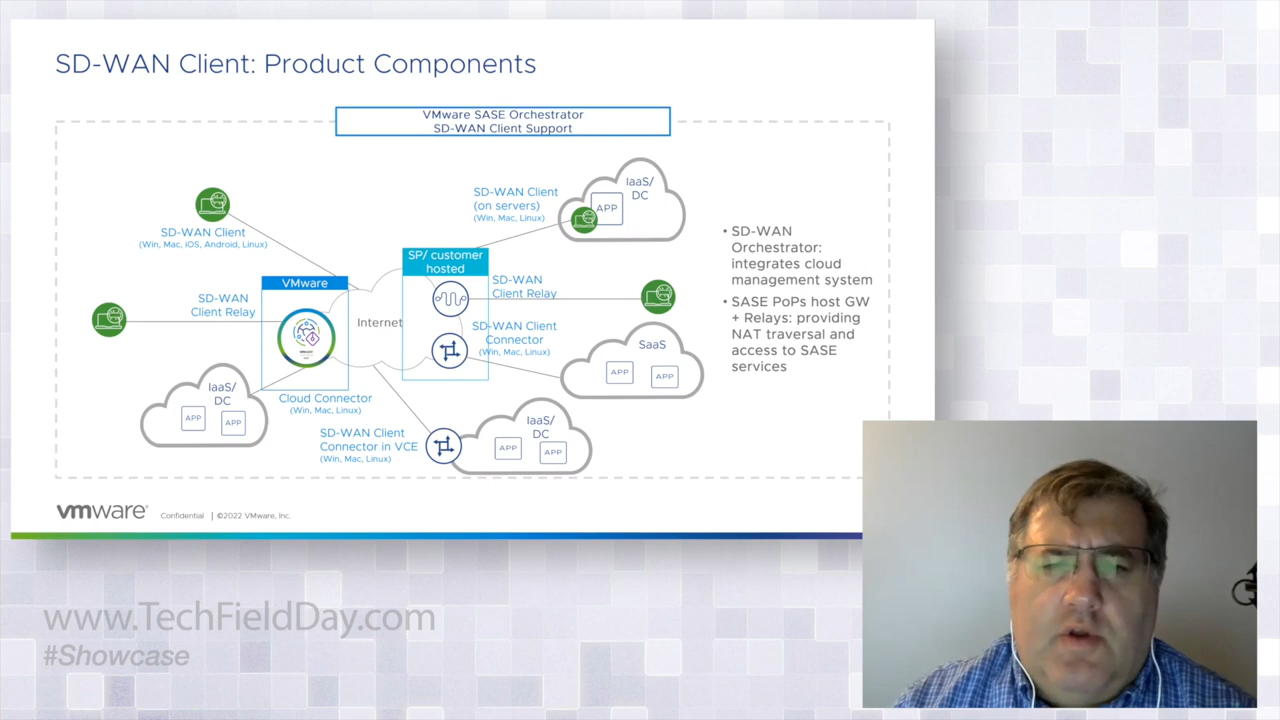 SD-WAN Client: Product Components
VMware SASE Orchestrator
SD-WAN Client Support
SD-WAN Client
(Win, Mac, iOS, Android, Linux)
SD-WAN Client
(on servers)
(Win, Mac, Linux)
IaaS/
DC
APP
SD-WAN
Client Relay
VMware
Internet
SP/ customer
hosted
SD-WAN
Client Relay
SD-WAN Client
Connector
(Win, Mac, Linux)
SaaS
APP
APP
IaaS/
DC
APP
APP
Cloud Connector
(Win, Mac, Linux)
SD-WAN Client
Connector in VCE
(Win, Mac, Linux)
IaaS/
DC
APP
APP
• SD-WAN
Orchestrator:
integrates cloud
management system
• SASE PoPs host GW
+ Relays: providing
NAT traversal and
access to SASE
services
vmware®
Confidential | ©2022 VMware, Inc.
www.TechFieldDay.com
#Showcase